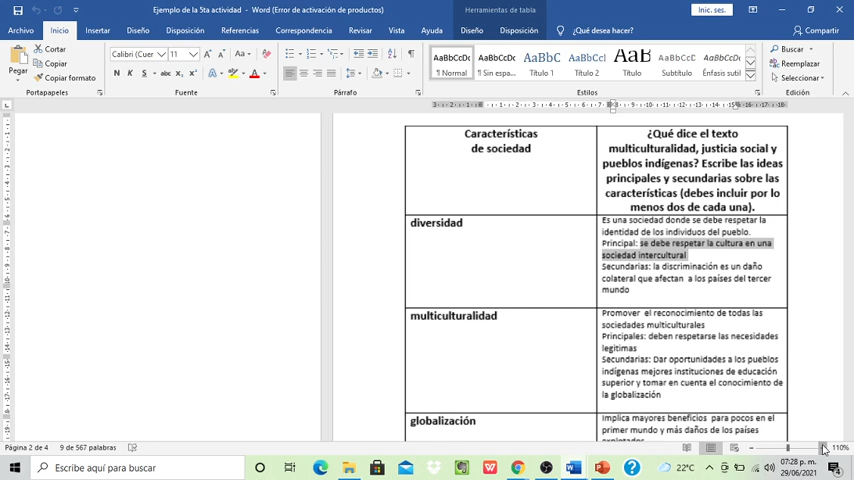 Ejemplo de la 5ta actividad - Word (Error de activación de productos)
Herramientas de tabla
Inic. ses.
Archivo Inicio Insertar Diseño Disposición Referencias Correspondencia Revisar Vista Ayuda Diseño Disposición ¿Qué desea hacer? Compartir
Cortar
Copiar
Copiar formato
Pegar
Portapapeles
Calibri (Cuer 11
Fuente
Párrafo
AaBbCcDc AaBbCcDc AaBbC AaBbCcI AaB AaBbCcD AaBbCcDc
¶ Normal ¶ Sin espa... Título 1 Título 2 Título Subtítulo Énfasis sutil
Estilos
Buscar
Reemplazar
Seleccionar
Edición
Características
de sociedad
¿Qué dice el texto
multiculturalidad, justicia social y
pueblos indígenas? Escribe las ideas
principales y secundarias sobre las
características (debes incluir por lo
menos dos de cada una).
diversidad
Es una sociedad donde se debe respetar la
identidad de los individuos del pueblo.
Principal: se debe respetar la cultura en una
sociedad intercultural
Secundarias: la discriminación es un daño
colateral que afectan a los países del tercer
mundo
multiculturalidad
Promover el reconocimiento de todas las
sociedades multiculturales
Principales: deben respetarse las necesidades
legitimas
Secundarias: Dar oportunidades a los pueblos
indígenas mejores instituciones de educación
superior y tomar en cuenta el conocimiento de
la globalización
globalización
Implica mayores beneficios para pocos en el
primer mundo y más daños de los países
Página 2 de 4 9 de 567 palabras 110%
Escribe aquí para buscar
22°C
07:28 p. m.
29/06/2021